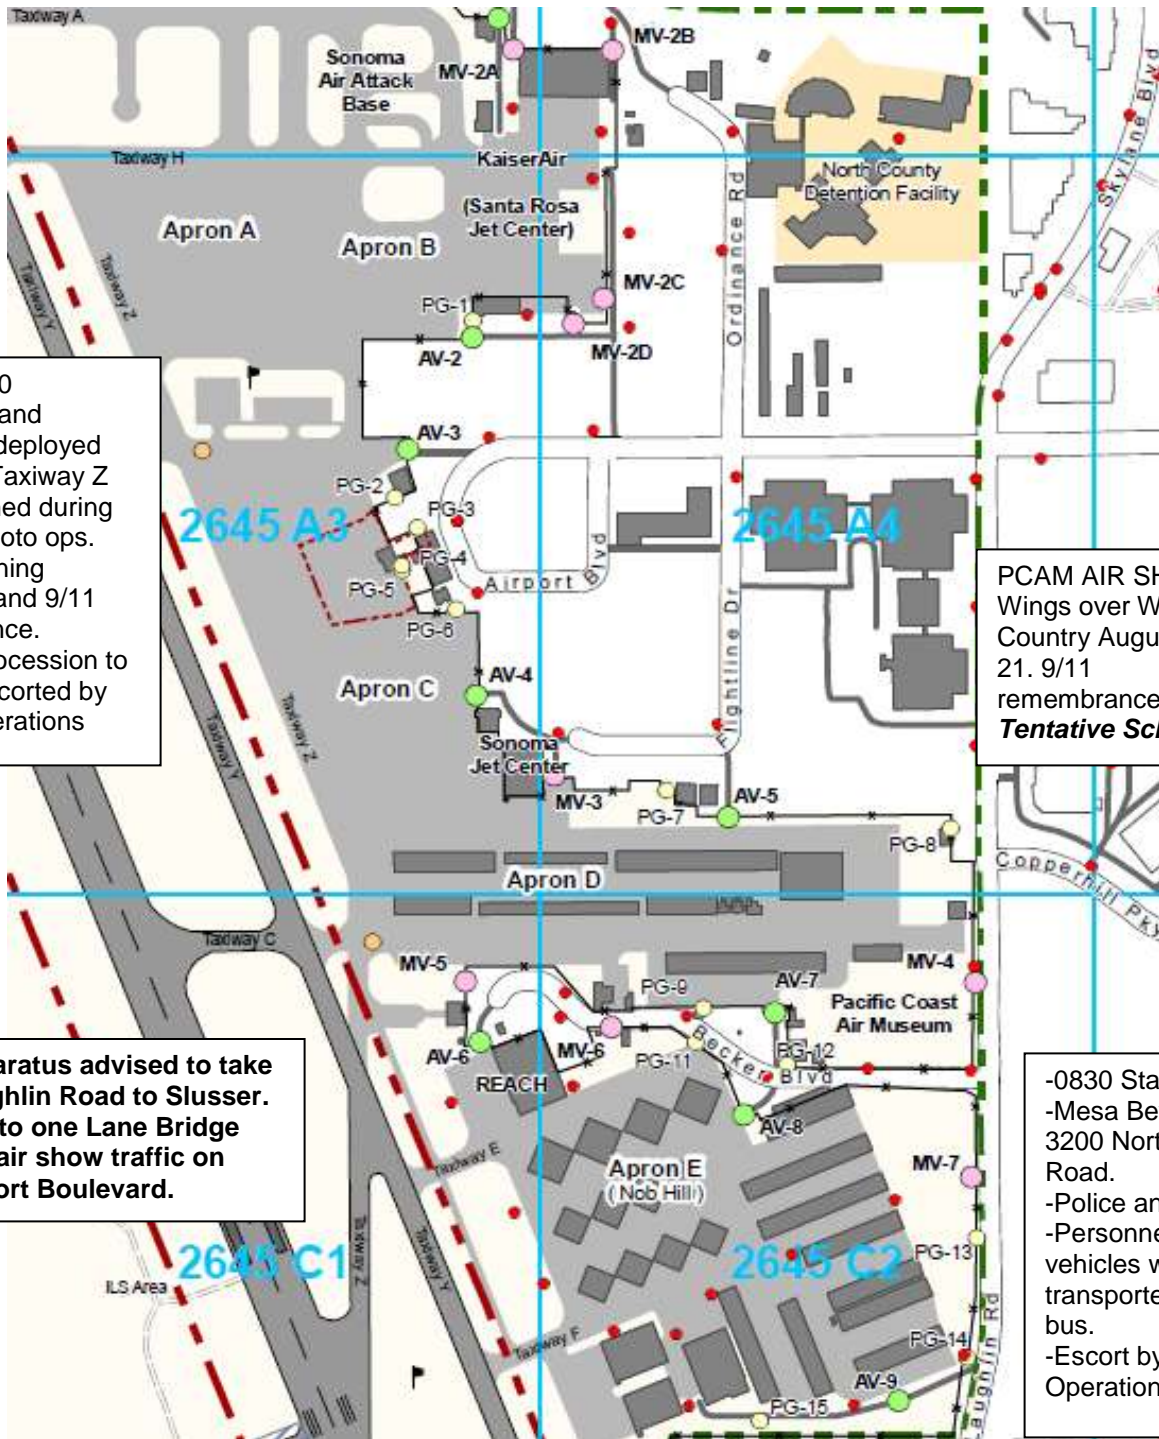 Taxiway A
Sonoma
Air Attack
Base
MV-2A
MV-2B
Skylane Blvd
Taxiway H
KaiserAir
North County
Detention Facility
(Santa Rosa
Jet Center)
Ordinance Rd
Apron A
Apron B
Taxiway Y
Taxiway Z
MV-2C
PG-1
AV-2
MV-2D
0
and
deployed
Taxiway Z
ned during
oto ops.
ning
and 9/11
nce.
ocession to
corted by
erations
AV-3
PG-2
PG-3
2645 A3
2645 A4
PG-4
PG-5
Airport Blvd
PG-6
Flightline Dr
PCAM AIR SH
Wings over W
Country Augu
21. 9/11
remembrance
Tentative Scl
Apron C
AV-4
Taxiway Z
Taxiway Y
Sonoma
Jet Center
MV-3
PG-7
AV-5
PG-8
Copperhill Pky
Apron D
Taxiway C
MV-5
PG-9
AV-7
MV-4
Pacific Coast
Air Museum
AV-6
MV-6
PG-11
Becker Blvd
PG-12
REACH
aratus advised to take
ghlin Road to Slusser.
to one Lane Bridge
air show traffic on
ort Boulevard.
AV-8
-0830 Sta
-Mesa Be
3200 Nort
Road.
-Police an
-Personne
vehicles w
transporte
bus.
-Escort by
Operation
Taxiway E
Apron E
(Nob Hill)
MV-7
2645 C1
Taxiway Z
Taxiway Y
2645 C2
PG-13
ILS Area
Taxiway F
PG-14
AV-9
PG-15
aughlin Rd